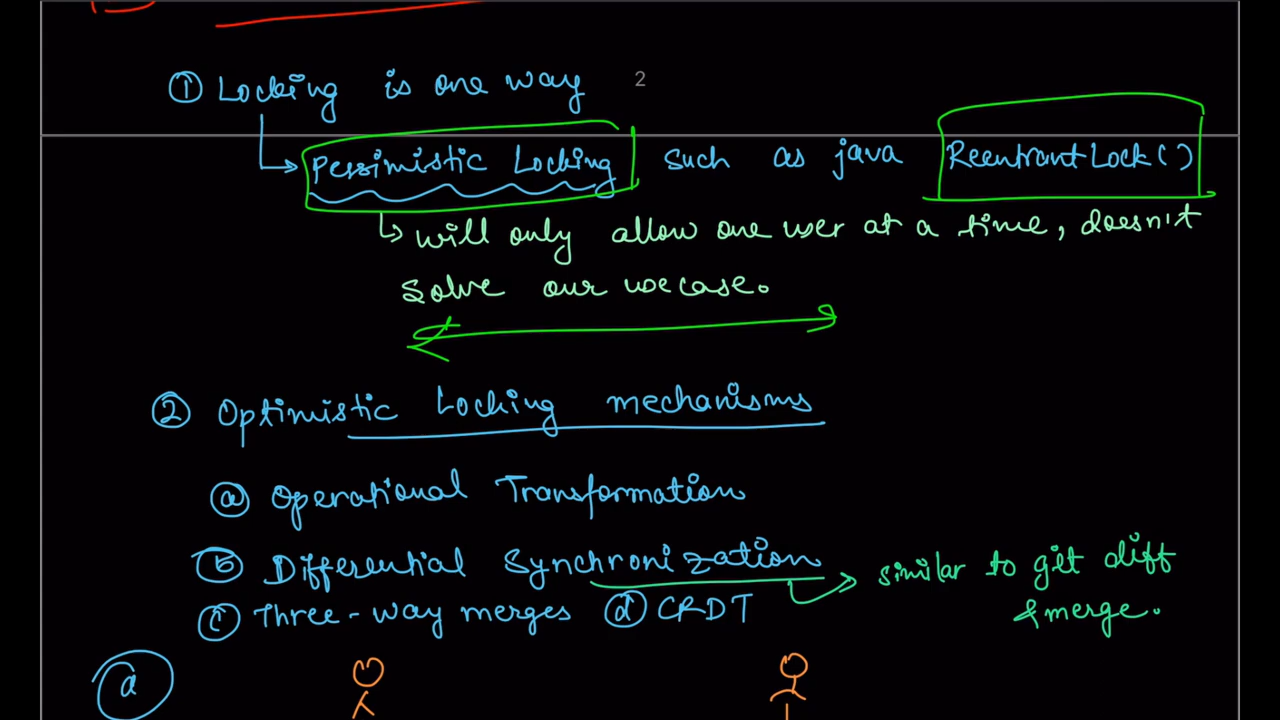 ① Locking is one way 2
Pessimistic Locking such as java ReentrantLock()
will only allow one user at a time, doesn't
solve our usecase.
② Optimistic Locking mechanisms
ⓐ Operational Transformation
ⓑ Differential Synchronization similar to git diff
& merge.
ⓒ Three-way merges ⓓ CRDT
ⓐ